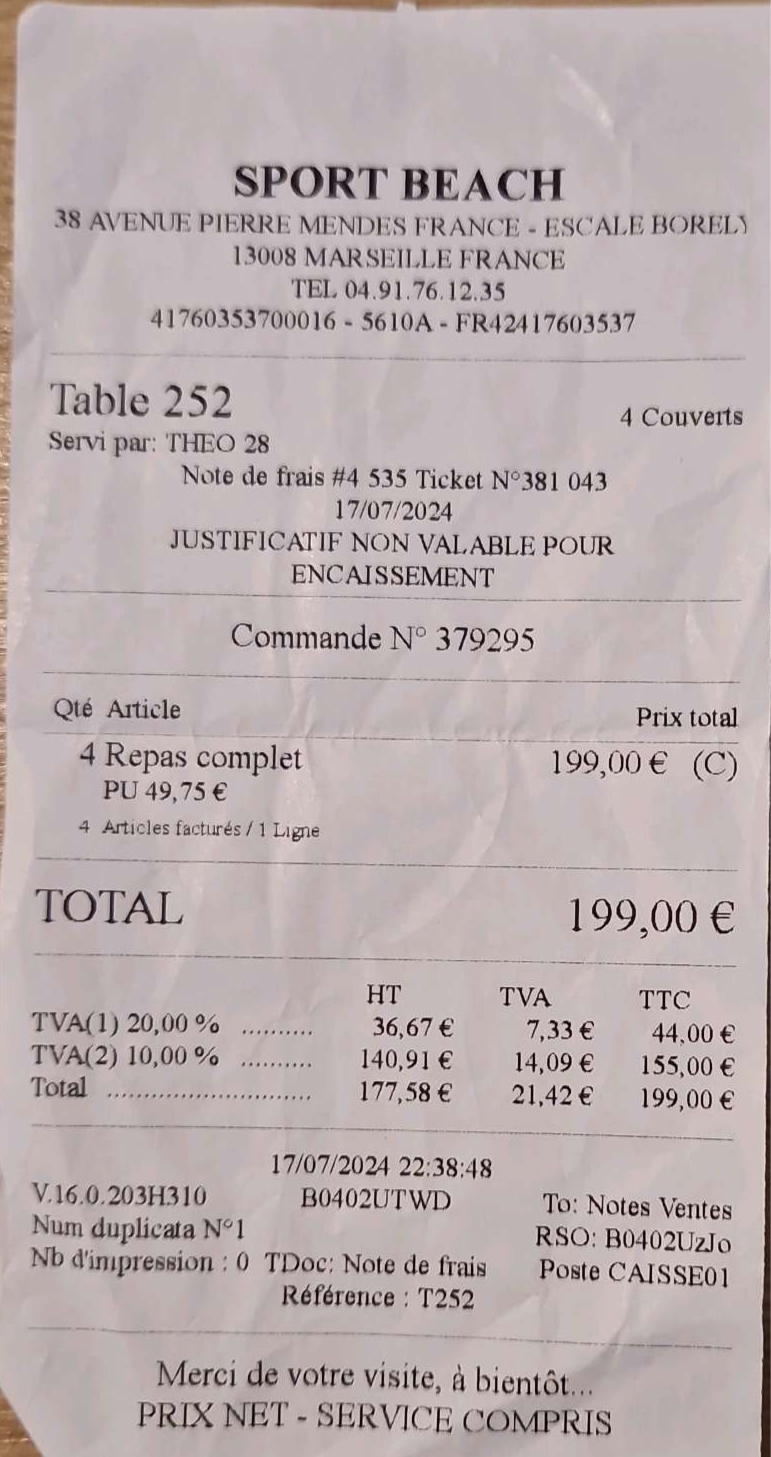 SPORT BEACH
38 AVENUE PIERRE MENDES FRANCE - ESCALE BORELY
13008 MARSEILLE FRANCE
TEL 04.91.76.12.35
41760353700016 - 5610A - FR42417603537
Table 252 4 Couverts
Servi par: THEO 28
Note de frais #4 535 Ticket N°381 043
17/07/2024
JUSTIFICATIF NON VALABLE POUR
ENCAISSEMENT
Commande N° 379295
Qté Article Prix total
4 Repas complet 199,00 € (C)
PU 49,75 €
4 Articles facturés / 1 Ligne
TOTAL 199,00 €
HT TVA TTC
TVA(1) 20,00 % .......... 36,67 € 7,33 € 44,00 €
TVA(2) 10,00 % .......... 140,91 € 14,09 € 155,00 €
Total ................................. 177,58 € 21,42 € 199,00 €
17/07/2024 22:38:48
V.16.0.203H310 B0402UTWD To: Notes Ventes
Num duplicata N°1 RSO: B0402UzJo
Nb d'impression : 0 TDoc: Note de frais Poste CAISSE01
Référence : T252
Merci de votre visite, à bientôt...
PRIX NET - SERVICE COMPRIS